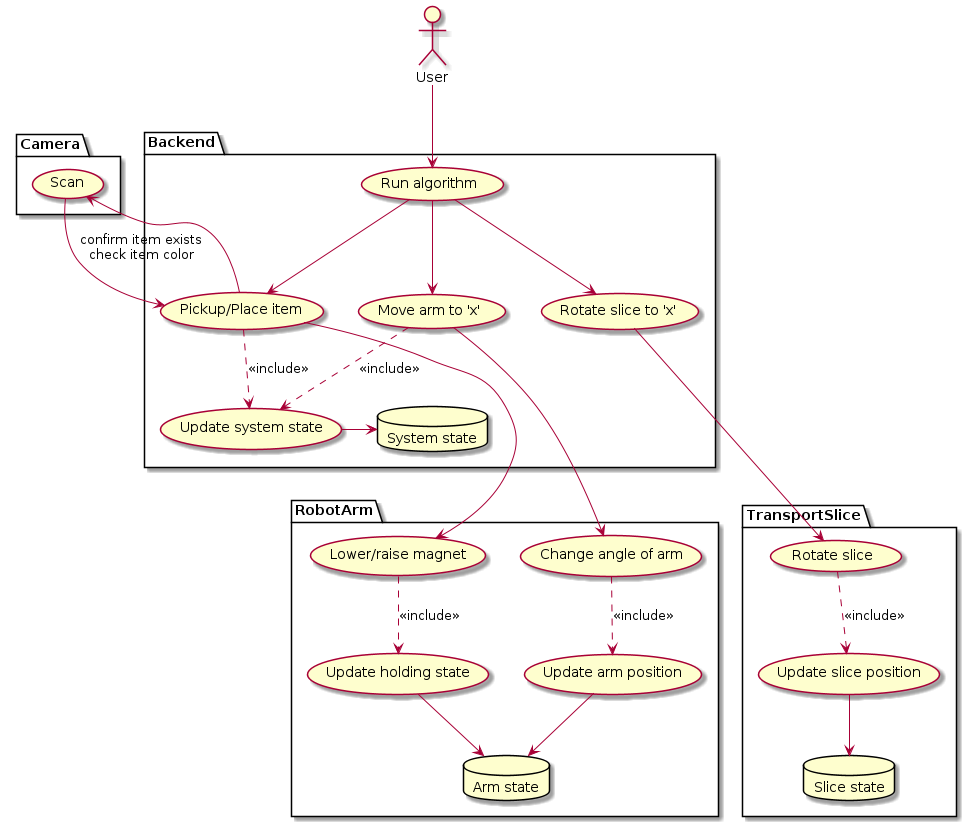 User
Camera
Backend
Scan
Run algorithm
confirm item exists
check item color
Pickup/Place item
Move arm to 'x'
Rotate slice to 'x'
«include»
«include»
Update system state
System state
RobotArm
TransportSlice
Lower/raise magnet
Change angle of arm
Rotate slice
«include»
«include»
«include»
Update holding state
Update arm position
Update slice position
Arm state
Slice state